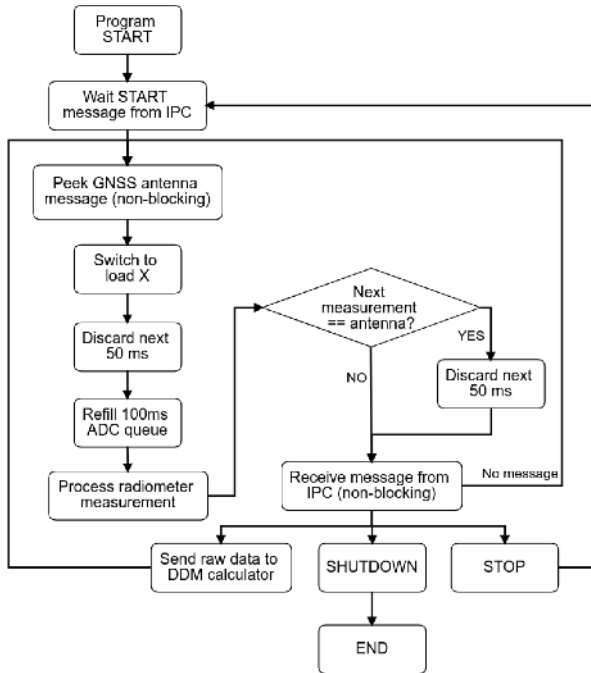 Program
START
Wait START
message from IPC
Peek GNSS antenna
message (non-blocking)
Switch to
load X
Discard next
50 ms
Refill 100ms
ADC queue
Process radiometer
measurement
Next
measurement
== antenna?
YES
NO
Discard next
50 ms
Receive message from
IPC (non-blocking)
No message
Send raw data to
DDM calculator
SHUTDOWN
STOP
END